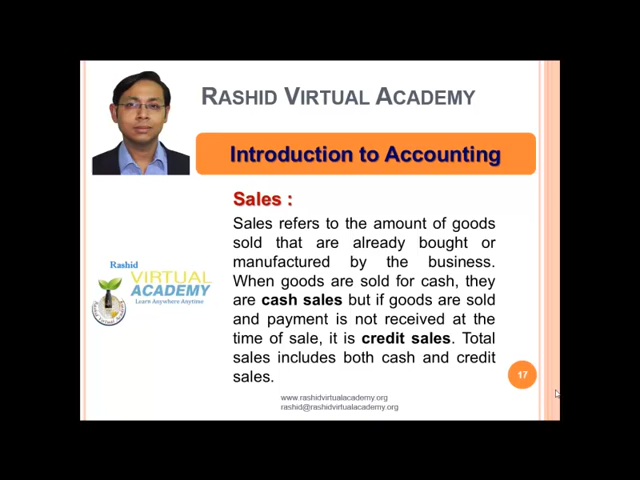 RASHID VIRTUAL ACADEMY
Introduction to Accounting
Sales :
Sales refers to the amount of goods
sold that are already bought or
manufactured by the business.
When goods are sold for cash, they
are cash sales but if goods are sold
and payment is not received at the
time of sale, it is credit sales. Total
sales includes both cash and credit
sales.
Rashid
VIRTUAL
ACADEMY
Learn Anywhere Anytime
17
www.rashidvirtualacademy.org
rashid@rashidvirtualacademy.org